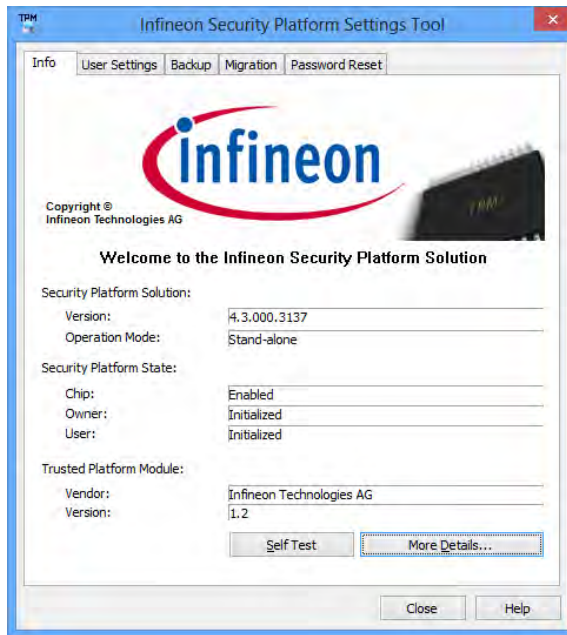 TPM
Infineon Security Platform Settings Tool
Info User Settings Backup Migration Password Reset
infineon
TPM
Copyright ©
Infineon Technologies AG
Welcome to the Infineon Security Platform Solution
Security Platform Solution:
Version: 4.3.000.3137
Operation Mode: Stand-alone
Security Platform State:
Chip: Enabled
Owner: Initialized
User: Initialized
Trusted Platform Module:
Vendor: Infineon Technologies AG
Version: 1.2
Self Test More Details...
Close Help